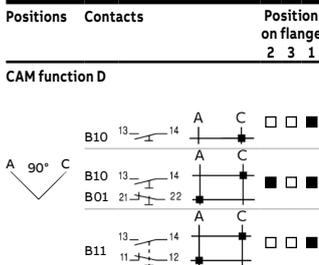 Positions Contacts Position
on flange
2 3 1
CAM function D
A C
B10 13 14
A 90° C
A C
B10 13 14
B01 21 22
A C
13 14
B11
11 12